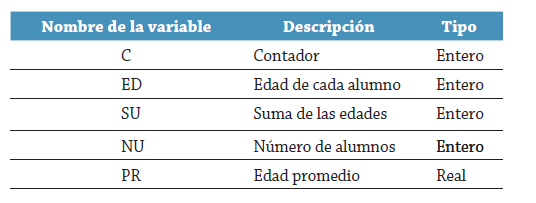 Nombre de la variable Descripción Tipo
C Contador Entero
ED Edad de cada alumno Entero
SU Suma de las edades Entero
NU Número de alumnos Entero
PR Edad promedio Real